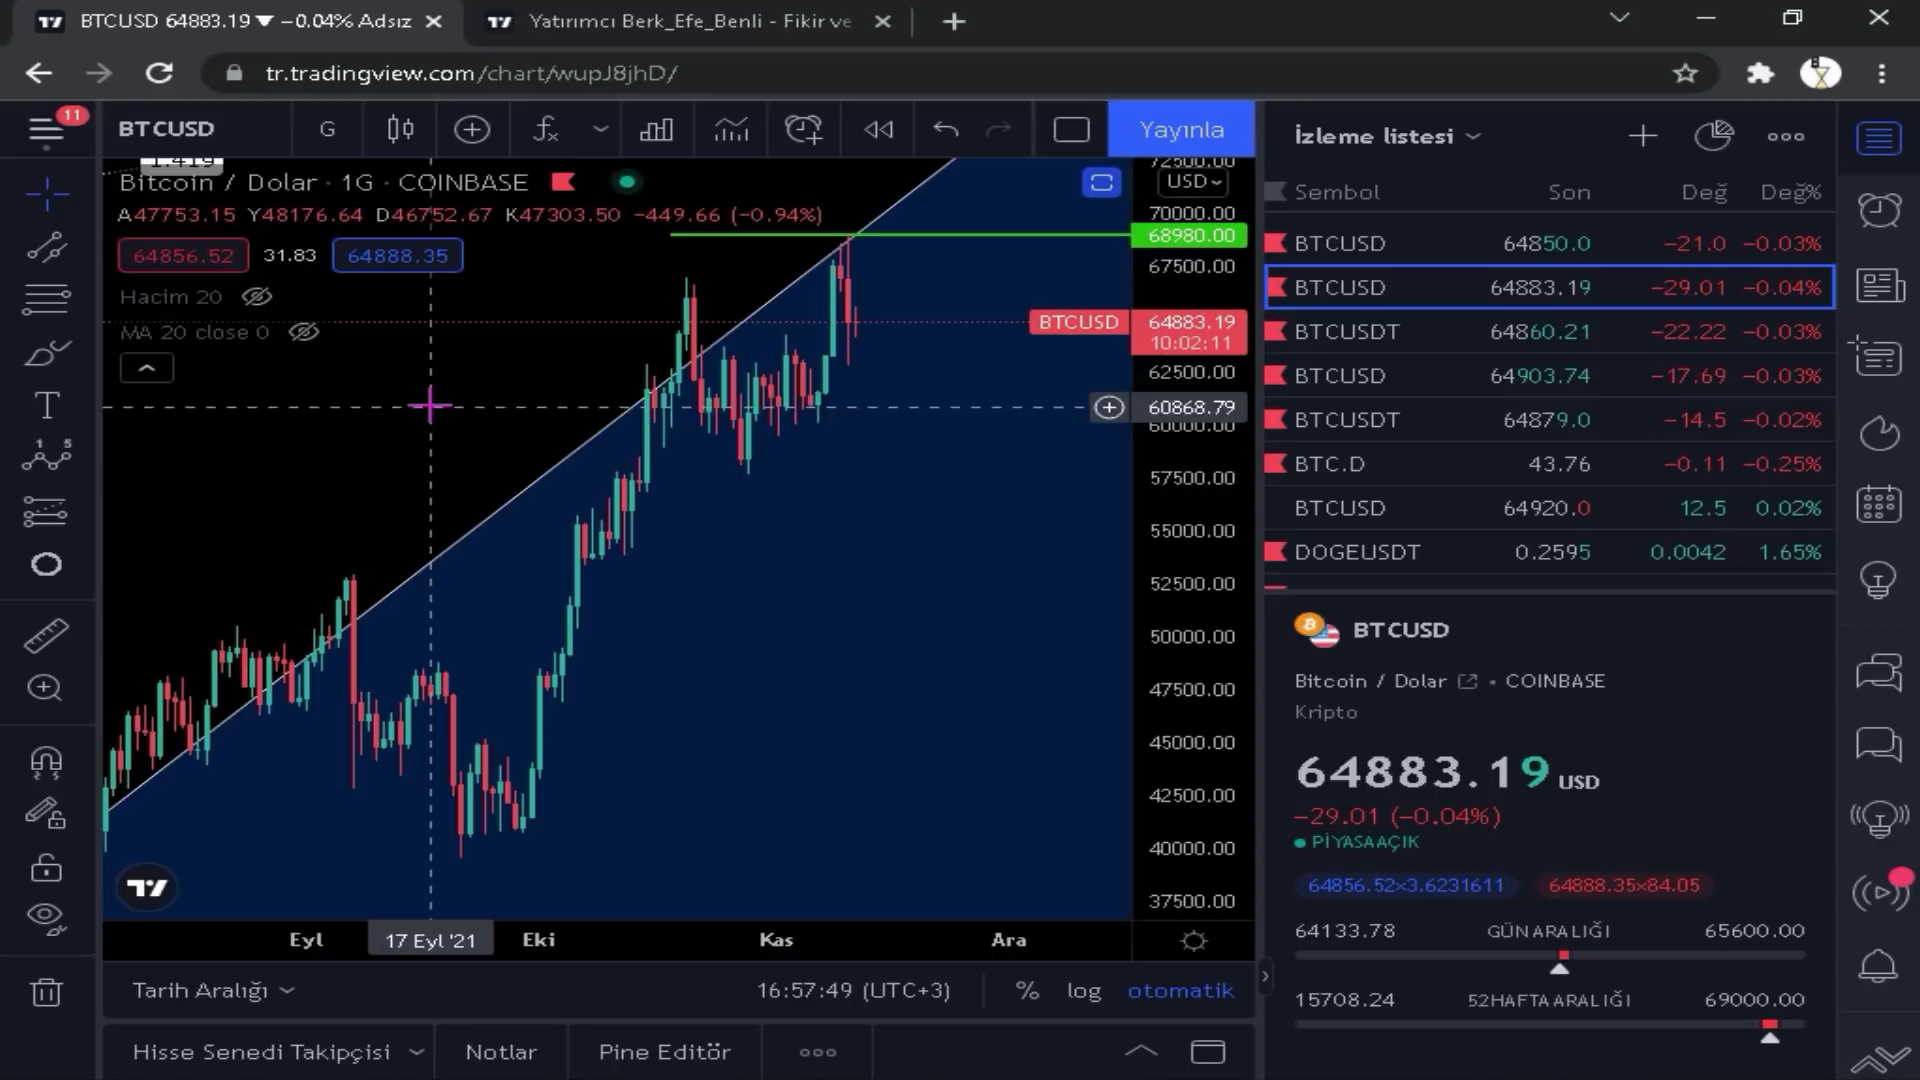 BTCUSD 64883.19 ▼ −0.04% Adsız
Yatırımcı Berk_Efe_Benli - Fikir ve
tr.tradingview.com/chart/wupJ8jhD/
11
BTCUSD
G
Yayınla
İzleme listesi
1.419
Bitcoin / Dolar · 1G · COINBASE
A47753.15 Y48176.64 D46752.67 K47303.50 −449.66 (−0.94%)
64856.52 31.83 64888.35
Hacim 20
MA 20 close 0
72500.00
USD
70000.00
68980.00
67500.00
BTCUSD 64883.19
10:02:11
62500.00
60868.79
60000.00
57500.00
55000.00
52500.00
50000.00
47500.00
45000.00
42500.00
40000.00
37500.00
Eyl 17 Eyl '21 Eki Kas Ara
Tarih Aralığı
16:57:49 (UTC+3) % log otomatik
Hisse Senedi Takipçisi Notlar Pine Editör
Sembol Son Değ Değ%
BTCUSD 64850.0 −21.0 −0.03%
BTCUSD 64883.19 −29.01 −0.04%
BTCUSDT 64860.21 −22.22 −0.03%
BTCUSD 64903.74 −17.69 −0.03%
BTCUSDT 64879.0 −14.5 −0.02%
BTC.D 43.76 −0.11 −0.25%
BTCUSD 64920.0 12.5 0.02%
DOGEUSDT 0.2595 0.0042 1.65%
BTCUSD
Bitcoin / Dolar • COINBASE
Kripto
64883.19 USD
−29.01 (−0.04%)
PİYASA AÇIK
64856.52×3.6231611 64888.35×84.05
64133.78 GÜN ARALIĞI 65600.00
15708.24 52HAFTA ARALIĞI 69000.00